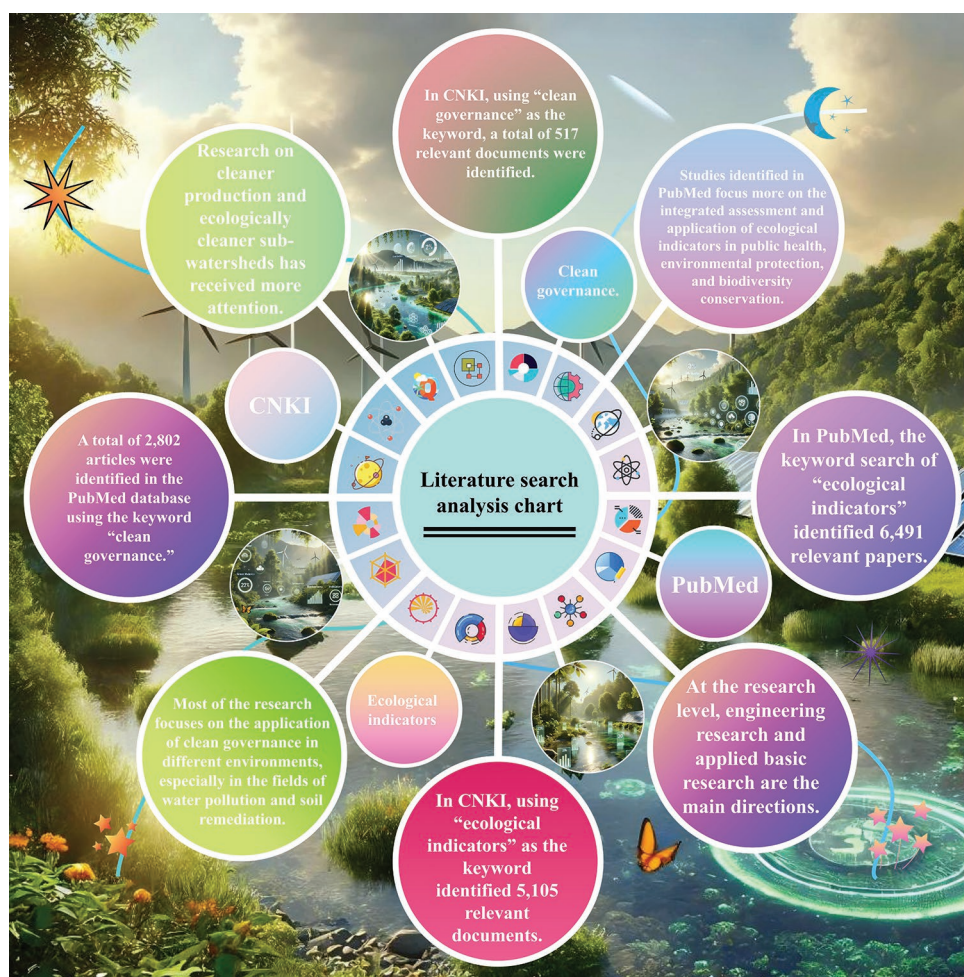 In CNKI, using “clean
governance” as the
keyword, a total of 517
relevant documents were
identified.
Research on
cleaner
production and
ecologically
cleaner sub-
watersheds has
received more
attention.
Studies identified in
PubMed focus more on the
integrated assessment and
application of ecological
indicators in public health,
environmental protection,
and biodiversity
conservation.
Clean
governance.
CNKI
A total of 2,802
articles were
identified in the
PubMed database
using the keyword
“clean
governance.”
Literature search
analysis chart
In PubMed, the
keyword search of
“ecological
indicators”
identified 6,491
relevant papers.
PubMed
Most of the research
focuses on the application
of clean governance in
different environments,
especially in the fields of
water pollution and soil
remediation.
Ecological
indicators
At the research
level, engineering
research and
applied basic
research are the
main directions.
In CNKI, using
“ecological
indicators” as the
keyword
identified 5,105
relevant
documents.